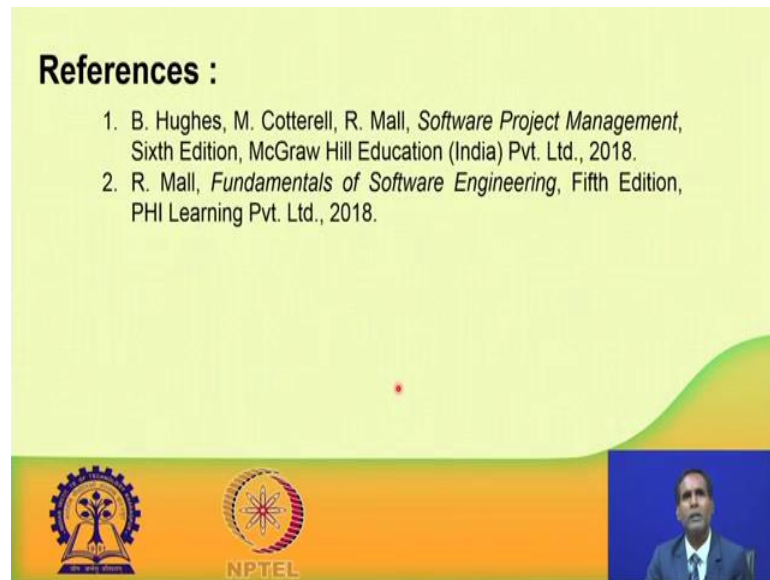 References :
1. B. Hughes, M. Cotterell, R. Mall, Software Project Management,
Sixth Edition, McGraw Hill Education (India) Pvt. Ltd., 2018.
2. R. Mall, Fundamentals of Software Engineering, Fifth Edition,
PHI Learning Pvt. Ltd., 2018.
NPTEL